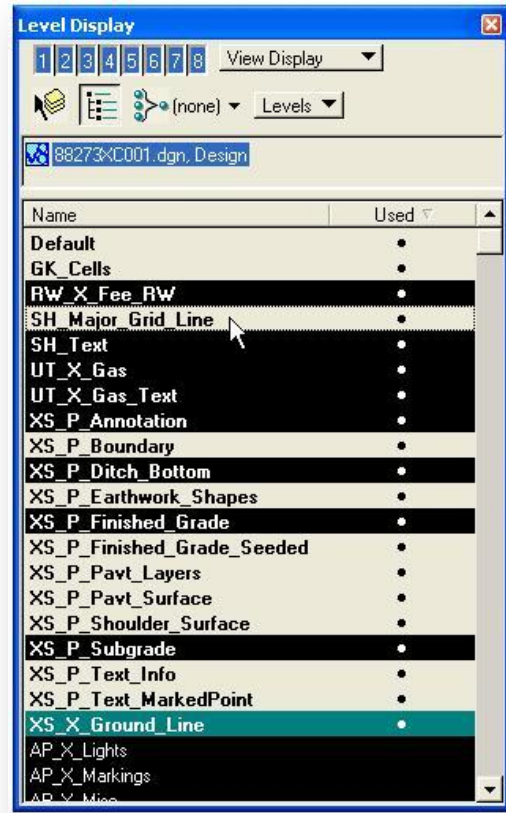 Level Display
1 2 3 4 5 6 7 8 View Display
(none) Levels
88273XC001.dgn, Design
Name Used
Default
GK_Cells
RW_X_Fee_RW
SH_Major_Grid_Line
SH_Text
UT_X_Gas
UT_X_Gas_Text
XS_P_Annotation
XS_P_Boundary
XS_P_Ditch_Bottom
XS_P_Earthwork_Shapes
XS_P_Finished_Grade
XS_P_Finished_Grade_Seeded
XS_P_Pavt_Layers
XS_P_Pavt_Surface
XS_P_Shoulder_Surface
XS_P_Subgrade
XS_P_Text_Info
XS_P_Text_MarkedPoint
XS_X_Ground_Line
AP_X_Lights
AP_X_Markings
AP_X_Misc